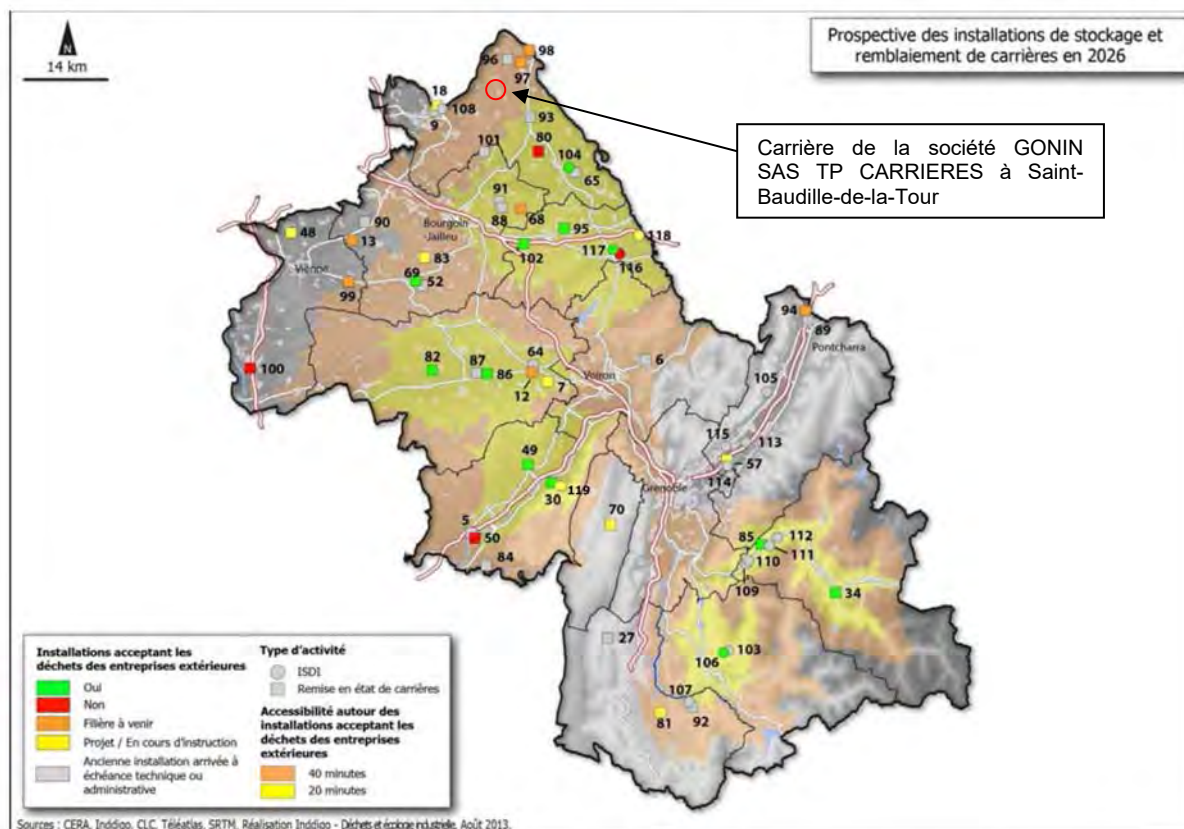 N
14 km
Prospective des installations de stockage et
remblaiement de carrières en 2026
Carrière de la société GONIN
SAS TP CARRIERES à Saint-
Baudille-de-la-Tour
98
96
97
18
108
9
93
101
80
104
65
91
88
68
90
Bourgoin-
Jailleu
95
118
48
13
Vienne
102
117
116
83
69
52
99
94
89
Pontcharra
100
82
87
86
64
12
7
Voiron
6
105
115
113
57
114
Grenoble
49
30
119
70
5
50
84
85
112
111
110
109
34
27
103
106
107
81
92
Installations acceptant les
déchets des entreprises extérieures
Oui
Non
Filière à venir
Projet / En cours d'instruction
Ancienne installation arrivée à
échéance technique ou
administrative
Type d'activité
ISDI
Remise en état de carrières
Accessibilité autour des
installations acceptant les
déchets des entreprises
extérieures
40 minutes
20 minutes
Sources : CERA, Inddigo, CLC, Téléatlas, SRTM. Réalisation Inddigo - Déchets et écologie industrielle. Août 2013.